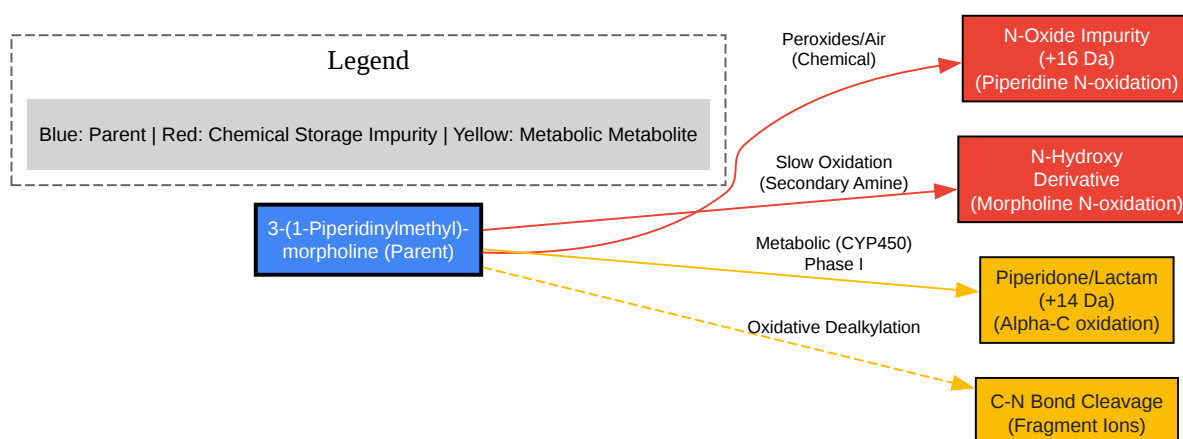 Legend
Blue: Parent | Red: Chemical Storage Impurity | Yellow: Metabolic Metabolite
3-(1-Piperidinylmethyl)-
morpholine (Parent)
Peroxides/Air
(Chemical)
N-Oxide Impurity
(+16 Da)
(Piperidine N-oxidation)
Slow Oxidation
(Secondary Amine)
N-Hydroxy
Derivative
(Morpholine N-oxidation)
Metabolic (CYP450)
Phase I
Piperidone/Lactam
(+14 Da)
(Alpha-C oxidation)
Oxidative Dealkylation
C-N Bond Cleavage
(Fragment Ions)